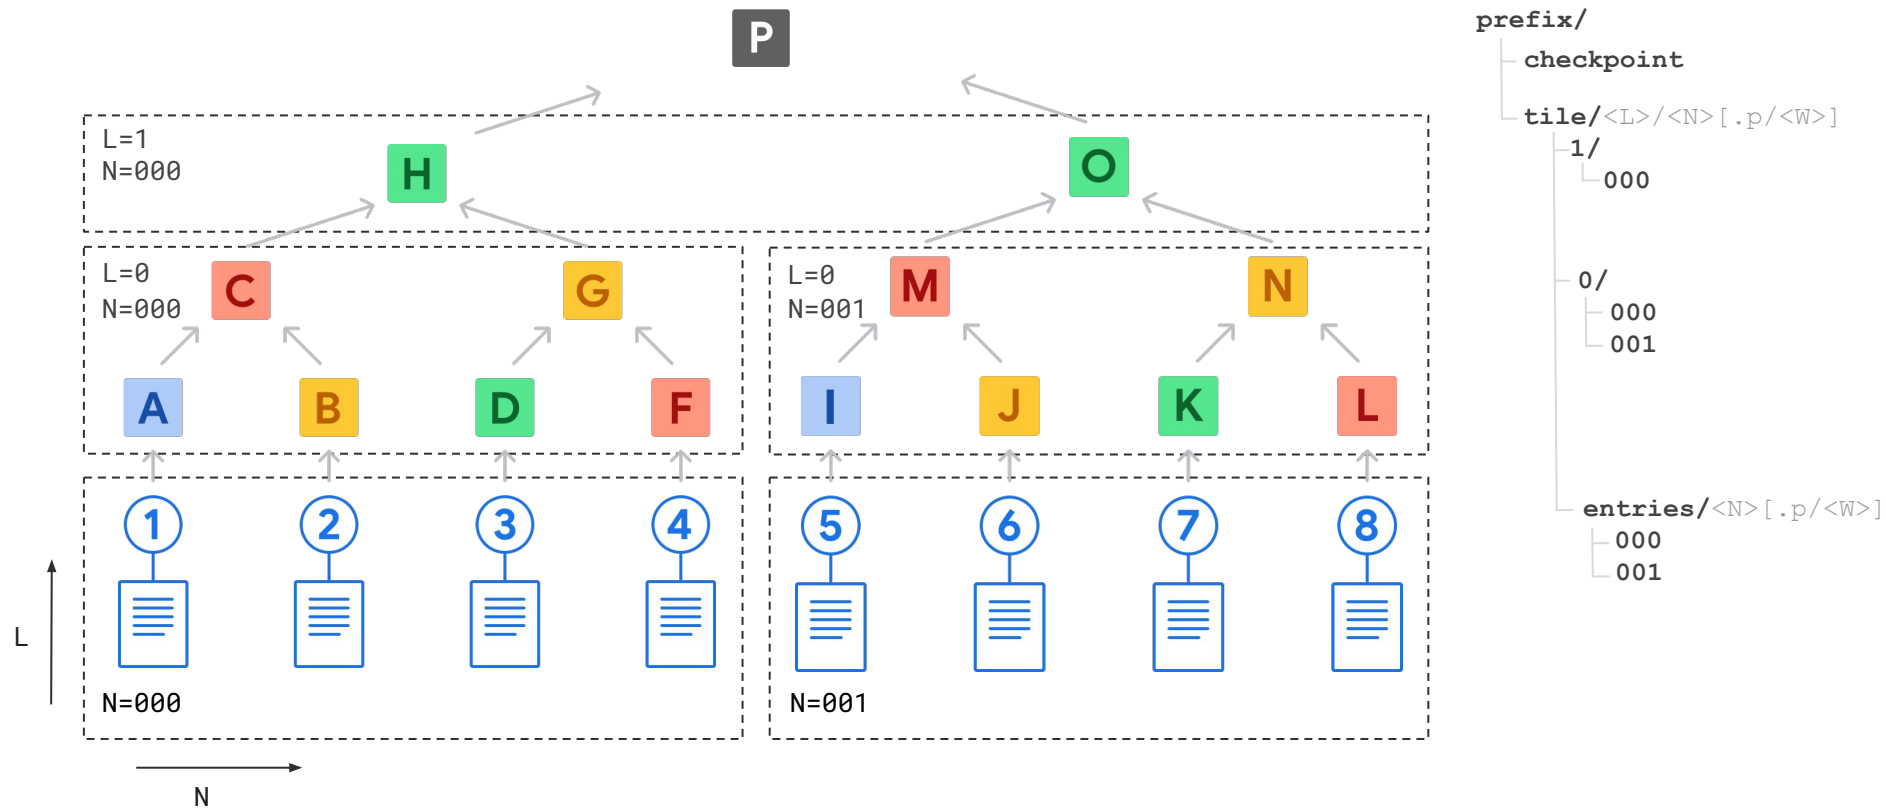 P
L=1
N=000
H
O
L=0
N=000
C
G
L=0
N=001
M
N
A
B
D
F
I
J
K
L
1
2
3
4
5
6
7
8
N=000
N=001
L
N
prefix/
checkpoint
tile/<L>/<N>[.p/<W>]
1/
000
0/
000
001
entries/<N>[.p/<W>]
000
001